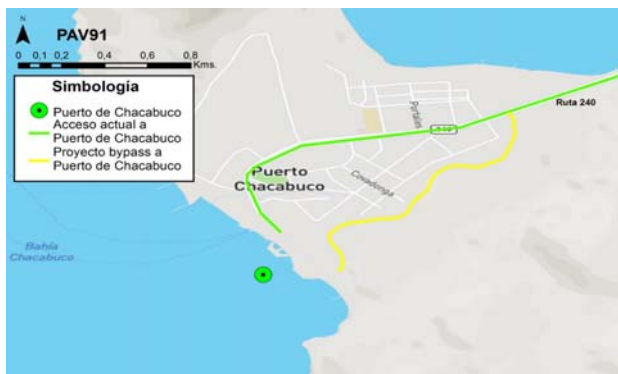 N
PAV91
0 0,1 0,2 0,4 0,6 0,8
Kms.
Simbología
Puerto de Chacabuco
Acceso actual a
Puerto de Chacabuco
Proyecto bypass a
Puerto de Chacabuco
Portales
Ruta 240
Puerto
Chacabuco
Covadonga
Bahía
Chacabuco